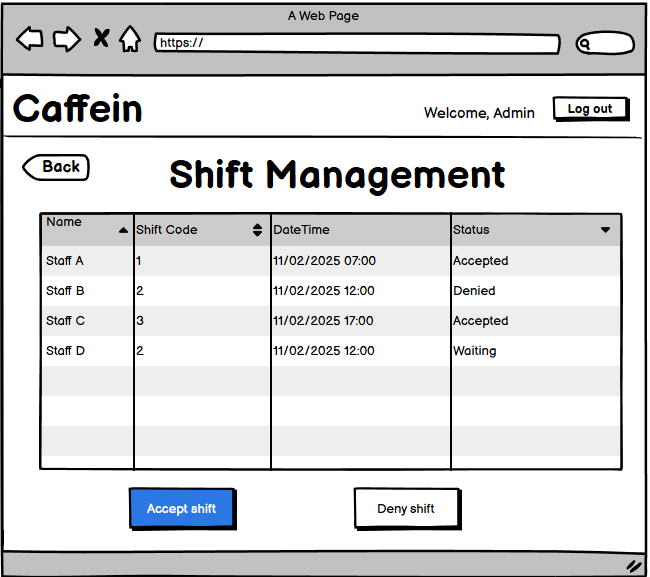 A Web Page
https://
Caffein
Welcome, Admin
Log out
Back
Shift Management
Name Shift Code DateTime Status
Staff A 1 11/02/2025 07:00 Accepted
Staff B 2 11/02/2025 12:00 Denied
Staff C 3 11/02/2025 17:00 Accepted
Staff D 2 11/02/2025 12:00 Waiting
Accept shift Deny shift